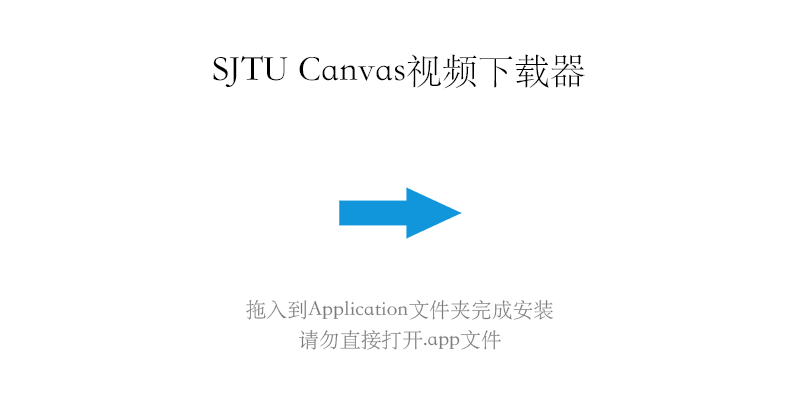 SJTU Canvas视频下载器
拖入到Application文件夹完成安装
请勿直接打开.app文件